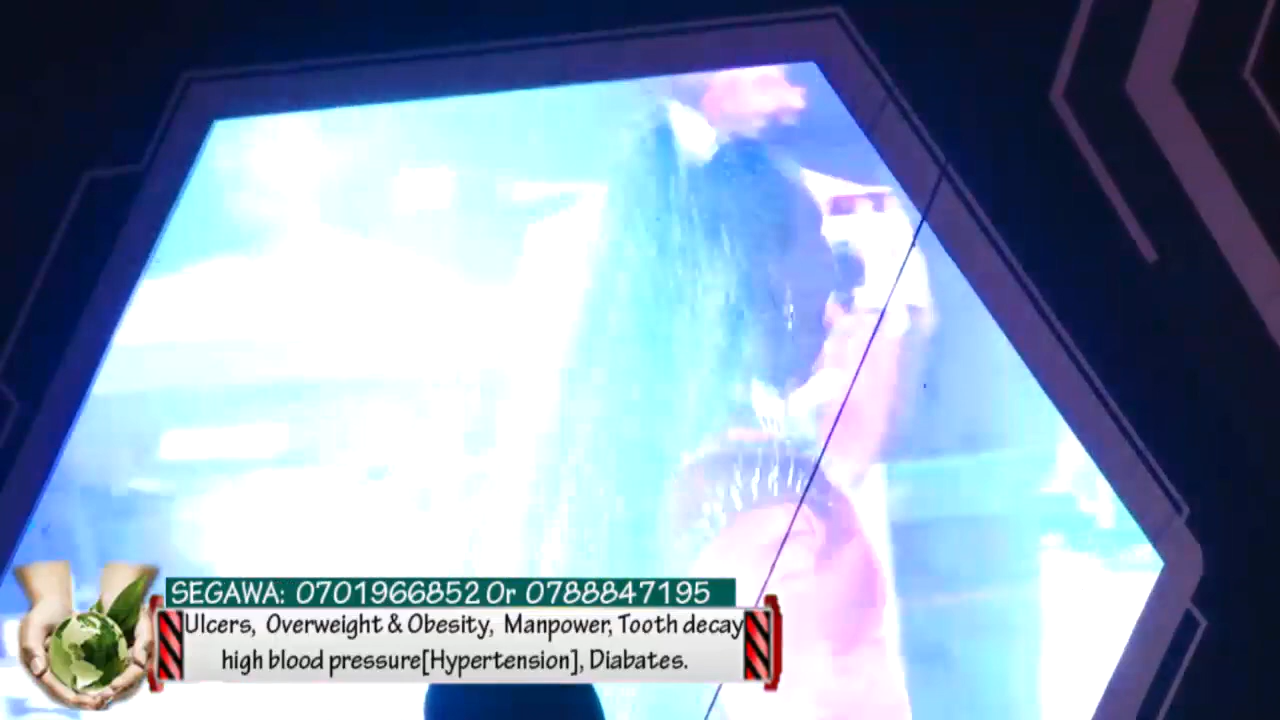 SEGAWA: 0701966852 Or 0788847195
Ulcers, Overweight & Obesity, Manpower, Tooth decay
high blood pressure[Hypertension], Diabates.